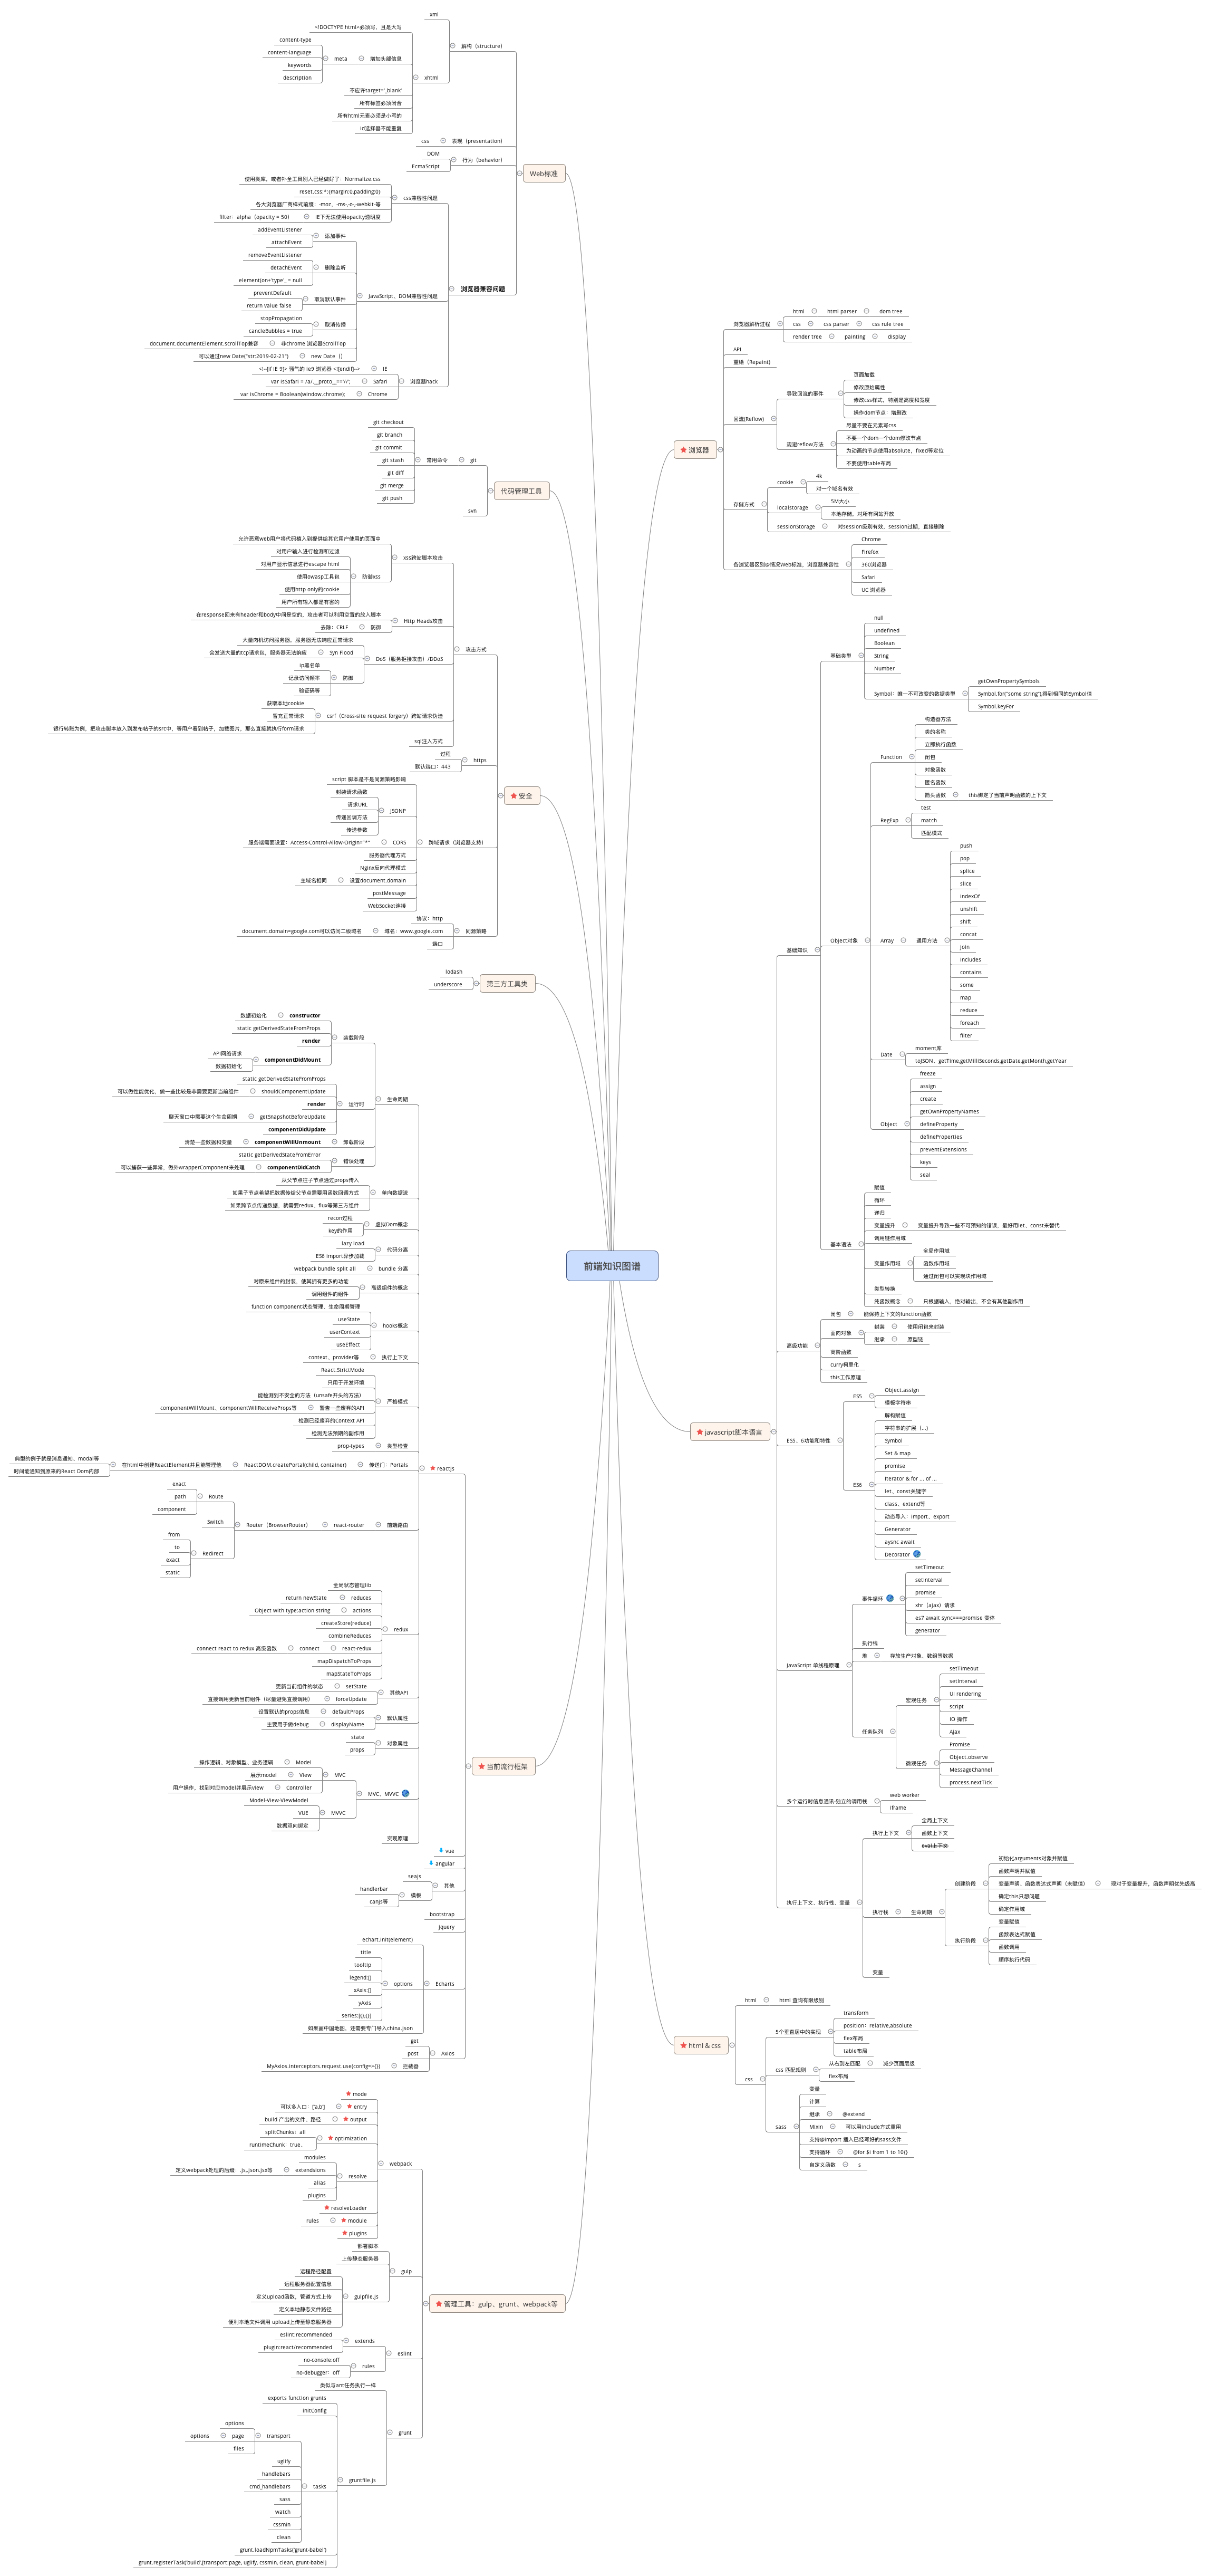 前端知识图谱
Web标准
解构（structure）
xml
xhtml
<!DOCTYPE html>必须写，且是大写
增加头部信息
meta
content-type
content-language
keywords
description
不应许target='_blank'
所有标签必须闭合
所有html元素必须是小写的
id选择器不能重复
表现（presentation）
css
行为（behavior）
DOM
EcmaScript
浏览器兼容问题
css兼容性问题
使用类库，或者补全工具别人已经做好了：Normalize.css
reset.css:*:{margin:0,padding:0}
各大浏览器厂商样式前缀：-moz、-ms-,-o-,-webkit-等
IE下无法使用opacity透明度
filter：alpha（opacity = 50）
JavaScript、DOM兼容性问题
添加事件
addEventListener
attachEvent
删除监听
removeEventListener
detachEvent
element(on+'type'_ = null
取消默认事件
preventDefault
return value false
取消传播
stopPropagation
cancleBubbles = true
非chrome 浏览器ScrollTop
document.documentElement.scrollTop兼容
new Date（）
可以通过new Date("str:2019-02-21")
浏览器hack
IE
<!--[if IE 9]> 骚气的 ie9 浏览器 <![endif]-->
Safari
var isSafari = /a/.__proto__=='//';
Chrome
var isChrome = Boolean(window.chrome);
代码管理工具
git
常用命令
git checkout
git branch
git commit
git stash
git diff
git merge
git push
svn
安全
攻击方式
xss跨站脚本攻击
允许恶意web用户将代码植入到提供给其它用户使用的页面中
防御xss
对用户输入进行检测和过滤
对用户显示信息进行escape html
使用owasp工具包
使用http only的cookie
用户所有输入都是有害的
Http Heads攻击
在response回来有header和body中间是空的，攻击者可以利用空置的放入脚本
防御
去除：CRLF
DoS（服务拒接攻击）/DDoS
大量肉机访问服务器，服务器无法响应正常请求
Syn Flood
会发送大量的tcp请求包，服务器无法响应
防御
ip黑名单
记录访问频率
验证码等
csrf（Cross-site request forgery）跨站请求伪造
获取本地cookie
冒充正常请求
银行转账为例，把攻击脚本放入到发布帖子的src中，等用户看到帖子，加载图片，那么直接就执行form请求
sql注入方式
https
过程
默认端口：443
跨域请求（浏览器支持）
JSONP
script 脚本是不是同源策略影响
封装请求函数
请求URL
传递回调方法
传递参数
CORS
服务端需要设置：Access-Control-Allow-Origin="*"
服务器代理方式
Nginx反向代理模式
设置document.domain
主域名相同
postMessage
WebSocket连接
同源策略
协议：http
域名：www.google.com
document.domain=google.com可以访问二级域名
端口
第三方工具类
lodash
underscore
当前流行框架
reactjs
生命周期
装载阶段
constructor
数据初始化
static getDerivedStateFromProps
render
componentDidMount
API网络请求
数据初始化
运行时
static getDerivedStateFromProps
shouldComponentUpdate
可以做性能优化，做一些比较是非需要更新当前组件
render
getSnapshotBeforeUpdate
聊天窗口中需要这个生命周期
componentDidUpdate
卸载阶段
componentWillUnmount
清楚一些数据和变量
错误处理
static getDerivedStateFromError
componentDidCatch
可以捕获一些异常，做外wrapperComponent来处理
单向数据流
从父节点往子节点通过props传入
如果子节点希望把数据传给父节点需要用函数回调方式
如果跨节点传递数据，就需要redux、flux等第三方组件
虚拟Dom概念
recon过程
key的作用
代码分离
lazy load
ES6 import异步加载
bundle 分离
webpack bundle split all
高级组件的概念
对原来组件的封装，使其拥有更多的功能
调用组件的组件
hooks概念
function component状态管理、生命周期管理
useState
userContext
useEffect
执行上下文
context、provider等
严格模式
React.StrictMode
只用于开发环境
能检测到不安全的方法（unsafe开头的方法）
警告一些废弃的API
componentWillMount、componentWillReceiveProps等
检测已经废弃的Context API
检测无法预期的副作用
类型检查
prop-types
传送门：Portals
ReactDOM.createPortal(child, container)
在html中创建ReactElement并且能管理他
典型的例子就是消息通知、modal等
时间能通知到原来的React Dom内部
前端路由
react-router
Router（BrowserRouter）
Route
exact
path
component
Switch
Redirect
from
to
exact
static
redux
全局状态管理lib
reduces
return newState
actions
Object with type:action string
createStore(reduce)
combineReduces
react-redux
connect
connect react to redux 高级函数
mapDispatchToProps
mapStateToProps
其他API
setState
更新当前组件的状态
forceUpdate
直接调用更新当前组件（尽量避免直接调用）
默认属性
defaultProps
设置默认的props信息
displayName
主要用于做debug
对象属性
state
props
MVC、MVVC
MVC
Model
操作逻辑、对象模型、业务逻辑
View
展示model
Controller
用户操作，找到对应model并展示view
MVVC
Model-View-ViewModel
VUE
数据双向绑定
实现原理
vue
angular
其他
seajs
模板
handlerbar
canjs等
bootstrap
jquery
Echarts
echart.init(element)
options
title
tooltip
legend:[]
xAxis:[]
yAxis
series:[{},{}]
如果画中国地图，还需要专门导入china.json
Axios
get
post
拦截器
MyAxios.interceptors.request.use(config=={})
管理工具：gulp、grunt、webpack等
webpack
mode
entry
可以多入口：['a,b']
output
build 产出的文件、路径
optimization
splitChunks：all
runtimeChunk：true、
resolve
modules
extendsions
定义webpack处理的后缀：.js,.json,jsx等
alias
plugins
resolveLoader
module
rules
plugins
gulp
部署脚本
上传静态服务器
gulpfile.js
远程路径配置
远程服务器配置信息
定义upload函数，管道方式上传
定义本地静态文件路径
便利本地文件调用 upload上传至静态服务器
eslint
extends
eslint:recommended
plugin:react/recommended
rules
no-console:off
no-debugger：off
grunt
类似与ant任务执行一样
gruntfile.js
exports function grunts
initConfig
tasks
transport
options
page
options
files
uglify
handlebars
cmd_handlebars
sass
watch
cssmin
clean
grunt.loadNpmTasks('grunt-babel')
grunt.registerTask('build',[transport:page, uglify, cssmin, clean, grunt-babel]
浏览器
浏览器解析过程
html
html parser
dom tree
css
css parser
css rule tree
render tree
painting
display
API
重绘（Repaint)
回流(Reflow)
导致回流的事件
页面加载
修改原始属性
修改css样式，特别是高度和宽度
操作dom节点：增删改
规避reflow方法
尽量不要在元素写css
不要一个dom一个dom修改节点
为动画的节点使用absolute、fixed等定位
不要使用table布局
存储方式
cookie
4k
对一个域名有效
localstorage
5M大小
本地存储，对所有网站开放
sessionStorage
对session级别有效，session过期，直接删除
各浏览器区别@情况Web标准，浏览器兼容性
Chrome
Firefox
360浏览器
Safari
UC 浏览器
javascript脚本语言
基础知识
基础类型
null
undefined
Boolean
String
Number
Symbol：唯一不可改变的数据类型
getOwnPropertySymbols
Symbol.for("some string"),得到相同的Symbol值
Symbol.keyFor
Object对象
Function
构造器方法
类的名称
立即执行函数
闭包
对象函数
匿名函数
箭头函数
this绑定了当前声明函数的上下文
RegExp
test
match
匹配模式
Array
通用方法
push
pop
splice
slice
indexOf
unshift
shift
concat
join
includes
contains
some
map
reduce
foreach
filter
Date
moment库
toJSON、getTime,getMilliSeconds,getDate,getMonth,getYear
Object
freeze
assign
create
getOwnPropertyNames
defineProperty
defineProperties
preventExtensions
keys
seal
基本语法
赋值
循环
递归
变量提升
变量提升导致一些不可预知的错误，最好用let、const来替代
调用链作用域
变量作用域
全局作用域
函数作用域
通过闭包可以实现块作用域
类型转换
纯函数概念
只根据输入，绝对输出，不会有其他副作用
高级功能
闭包
能保持上下文的function函数
面向对象
封装
使用闭包来封装
继承
原型链
高阶函数
curry柯里化
this工作原理
ES5、6功能和特性
ES5
Object.assign
模板字符串
ES6
解构赋值
字符串的扩展（...）
Symbol
Set & map
promise
Iterator & for ... of ...
let、const关键字
class、extend等
动态导入：import、export
Generator
aysnc await
Decorator
JavaScript 单线程原理
事件循环
setTimeout
setInterval
promise
xhr（ajax）请求
es7 await sync==>promise 变体
generator
执行栈
堆
存放生产对象、数组等数据
任务队列
宏观任务
setTimeout
setInterval
UI rendering
script
IO 操作
Ajax
微观任务
Promise
Object.observe
MessageChannel
process.nextTick
多个运行时信息通讯-独立的调用栈
web worker
iframe
执行上下文、执行栈、变量
执行上下文
全局上下文
函数上下文
eval上下文
执行栈
生命周期
创建阶段
初始化arguments对象并赋值
函数声明并赋值
变量声明、函数表达式声明（未赋值）
现对于变量提升，函数声明优先级高
确定this只想问题
确定作用域
执行阶段
变量赋值
函数表达式赋值
函数调用
顺序执行代码
变量
html & css
html
html 查询有限级别
css
5个垂直居中的实现
transform
position：relative,absolute
flex布局
table布局
css 匹配规则
从右到左匹配
减少页面层级
flex布局
sass
变量
计算
继承
@extend
Mixin
可以用include方式重用
支持@import 插入已经写好的sass文件
支持循环
@for $i from 1 to 10{}
自定义函数
s